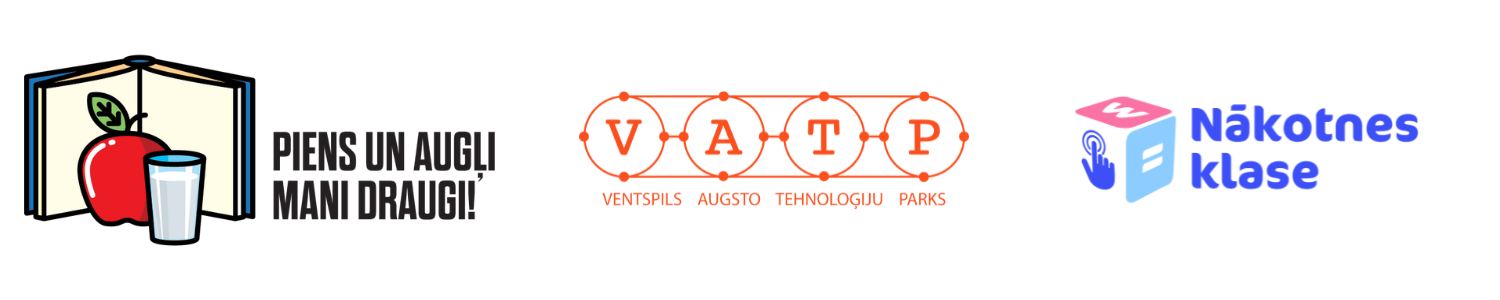 PIENS UN AUGĻI
MANI DRAUGI!
V A T P
VENTSPILS AUGSTO TEHNOLOĢIJU PARKS
w
=
Nākotnes
klase